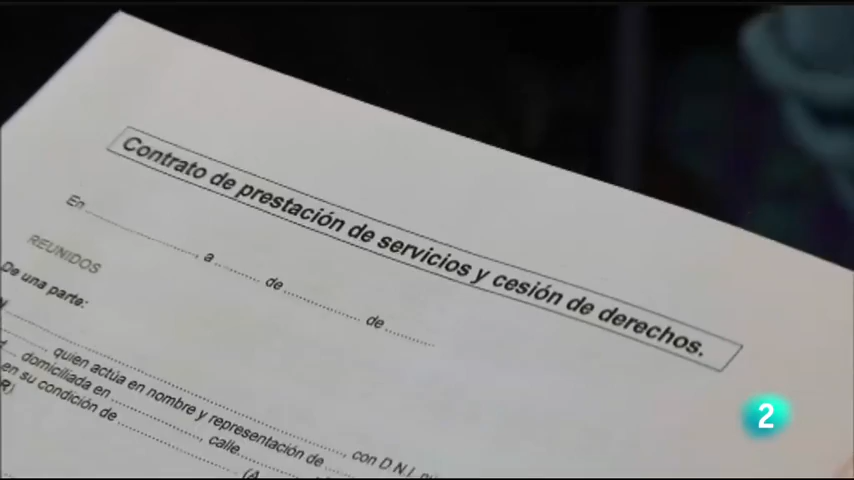 Contrato de prestación de servicios y cesión de derechos.
En ........................, a ......... de ................ de ..........
REUNIDOS
De una parte:
........................, con D.N.I.
quien actúa en nombre y representación de
domiciliada en ........................ calle
en su condición de ........................ (A
R)
2